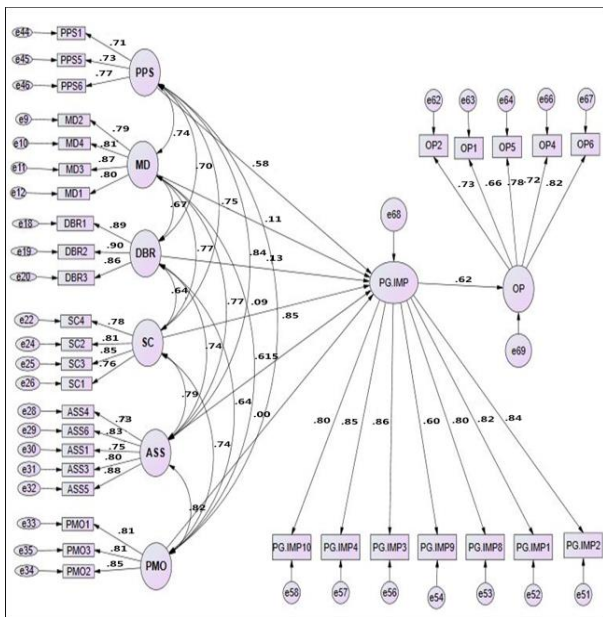 e44 PPS1 .71
e45 PPS5 .73
e46 PPS6 .77
PPS
e9 MD2 .79
e10 MD4 .81
e11 MD3 .87
e12 MD1 .80
MD
e18 DBR1 .89
e19 DBR2 .90
e20 DBR3 .86
DBR
e22 SC4 .78
e24 SC2 .81
e25 SC3 .85
e26 SC1 .76
SC
e28 ASS4 .73
e29 ASS6 .83
e30 ASS1 .75
e31 ASS3 .80
e32 ASS5 .88
ASS
e33 PMO1 .81
e35 PMO3 .81
e34 PMO2 .85
PMO
.74
.70
.58
.75
.11
.67
.77
.84
.13
.64
.77
.09
.85
.74
.615
.79
.64
.00
.74
.82
e68
PG.IMP
.62
OP
e69
e62 e63 e64 e66 e67
OP2 OP1 OP5 OP4 OP6
.73 .66 .78 .72 .82
.80 .85 .86 .60 .80 .82 .84
PG.IMP10 PG.IMP4 PG.IMP3 PG.IMP9 PG.IMP8 PG.IMP1 PG.IMP2
e58 e57 e56 e54 e53 e52 e51